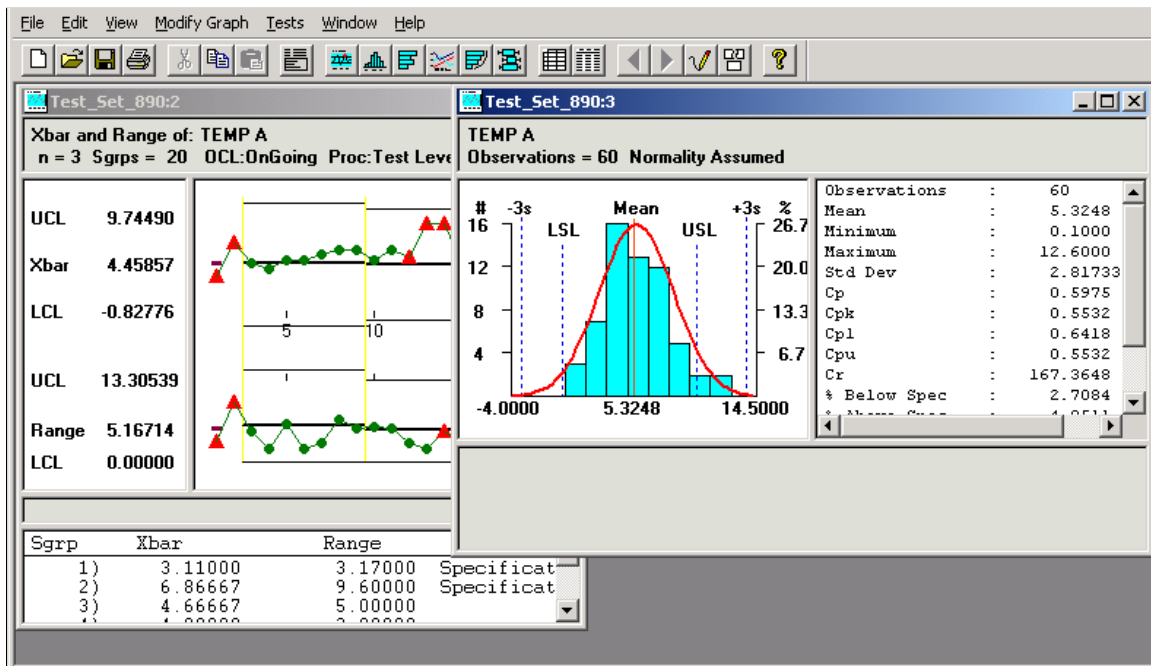 File Edit View Modify Graph Tests Window Help
Test_Set_890:2
Xbar and Range of: TEMP A
n = 3 Sgrps = 20 OCL:OnGoing Proc:Test Leve
UCL 9.74490
Xbar 4.45857
LCL -0.82776
5 10
UCL 13.30539
Range 5.16714
LCL 0.00000
Sgrp Xbar Range
1) 3.11000 3.17000 Specificat
2) 6.86667 9.60000 Specificat
3) 4.66667 5.00000
Test_Set_890:3
TEMP A
Observations = 60 Normality Assumed
# -3s Mean +3s %
16 LSL USL 26.7
12 20.0
8 13.3
4 6.7
-4.0000 5.3248 14.5000
Observations : 60
Mean : 5.3248
Minimum : 0.1000
Maximum : 12.6000
Std Dev : 2.81733
Cp : 0.5975
Cpk : 0.5532
Cpl : 0.6418
Cpu : 0.5532
Cr : 167.3648
% Below Spec : 2.7084